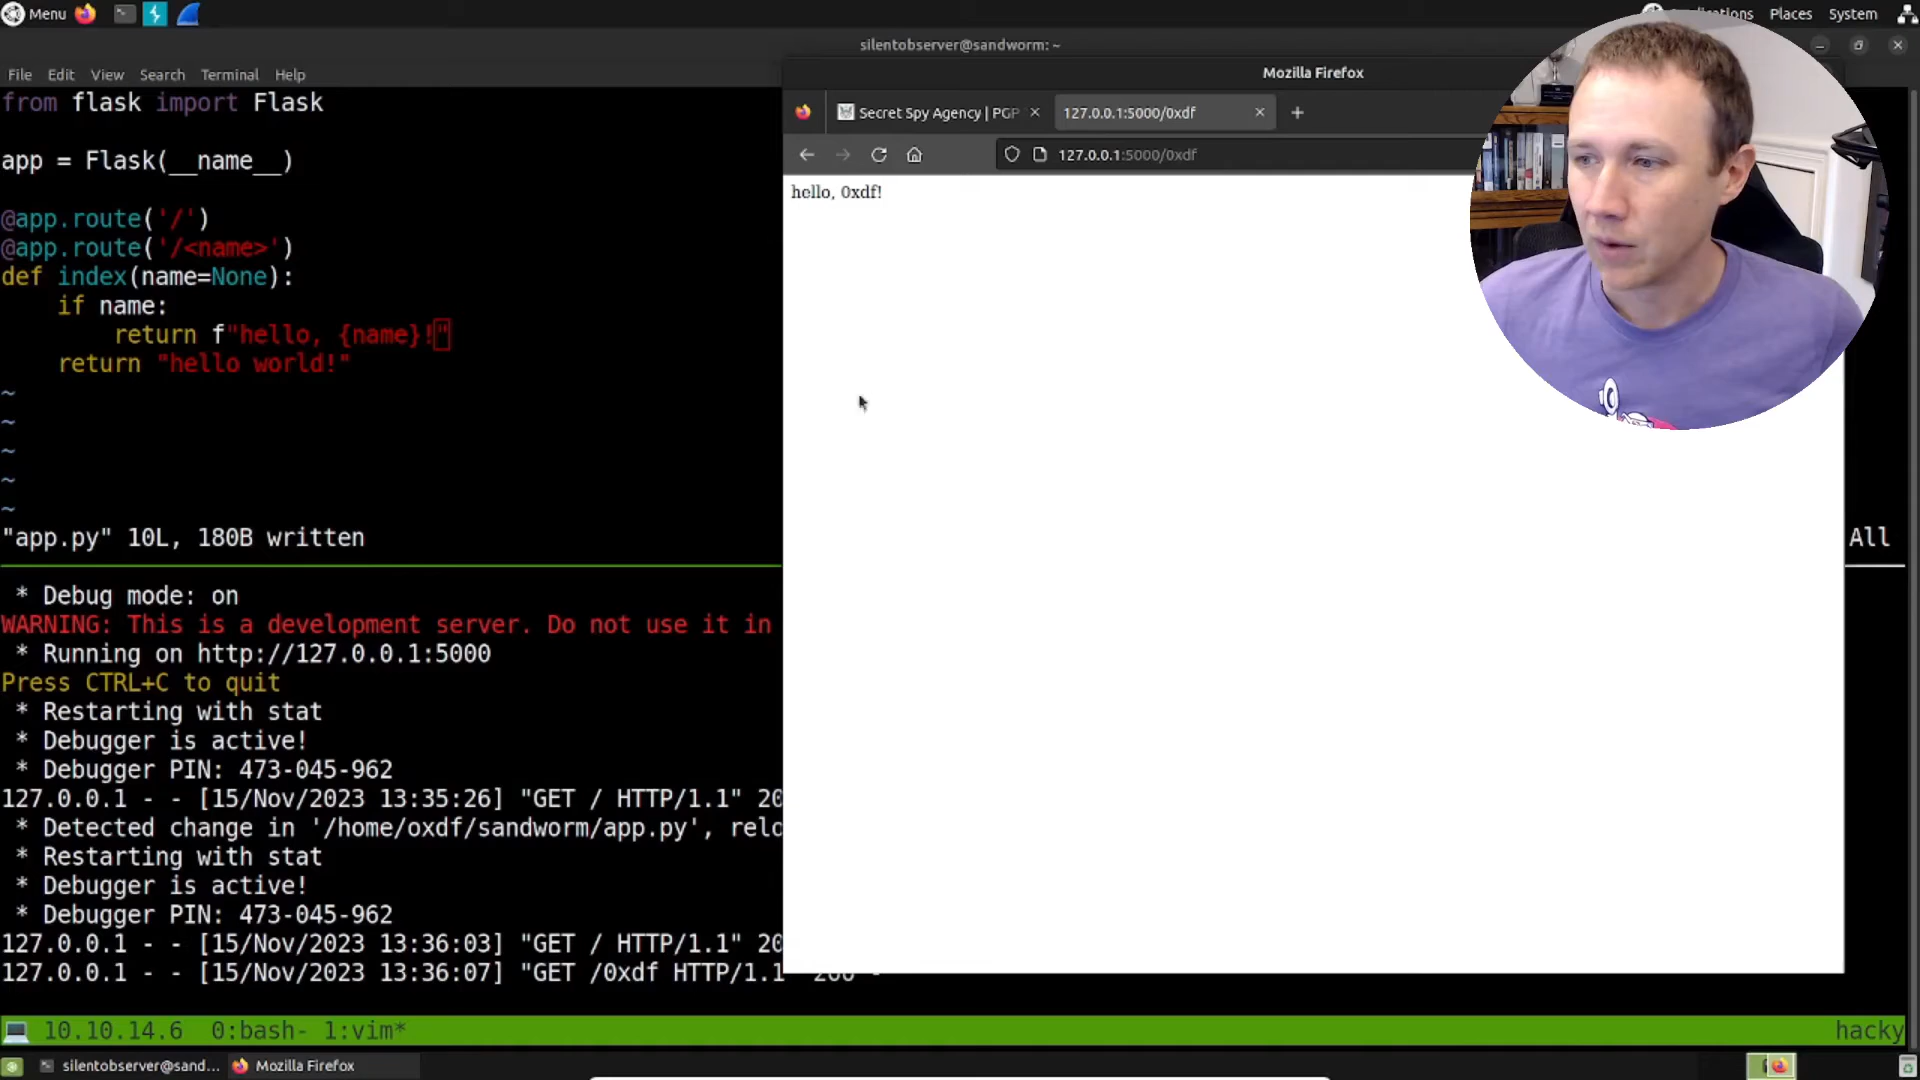 Menu
Places System
silentobserver@sandworm: ~
File Edit View Search Terminal Help
Mozilla Firefox
Secret Spy Agency | PGP
127.0.0.1:5000/0xdf
127.0.0.1:5000/0xdf
hello, 0xdf!
from flask import Flask
app = Flask(__name__)
@app.route('/')
@app.route('/<name>')
def index(name=None):
if name:
return f"hello, {name}!"
return "hello world!"
~
~
~
~
~
"app.py" 10L, 180B written
All
* Debug mode: on
WARNING: This is a development server. Do not use it in
* Running on http://127.0.0.1:5000
Press CTRL+C to quit
* Restarting with stat
* Debugger is active!
* Debugger PIN: 473-045-962
127.0.0.1 - - [15/Nov/2023 13:35:26] "GET / HTTP/1.1" 20
* Detected change in '/home/oxdf/sandworm/app.py', relo
* Restarting with stat
* Debugger is active!
* Debugger PIN: 473-045-962
127.0.0.1 - - [15/Nov/2023 13:36:03] "GET / HTTP/1.1" 20
127.0.0.1 - - [15/Nov/2023 13:36:07] "GET /0xdf HTTP/1.1 200 -
10.10.14.6 0:bash- 1:vim*
hacky
silentobserver@sand...
Mozilla Firefox